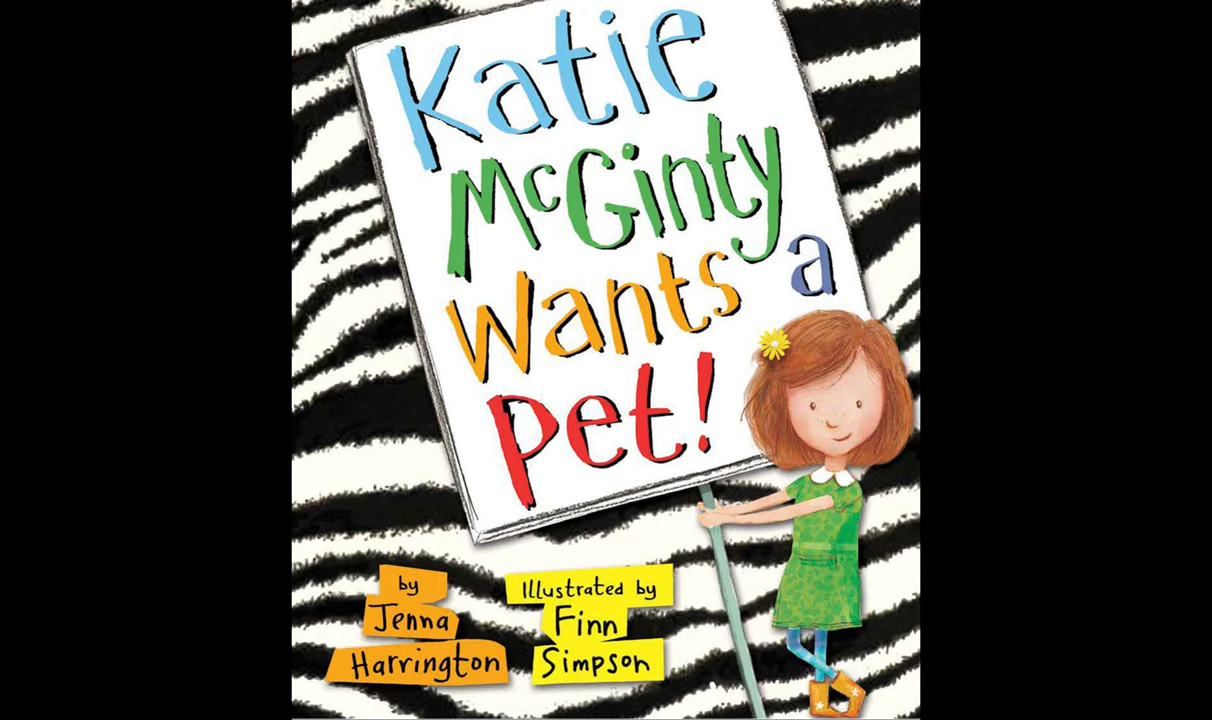 Katie
McGinty
wants a
pet!
by
Jenna
Harrington
Illustrated by
Finn
Simpson